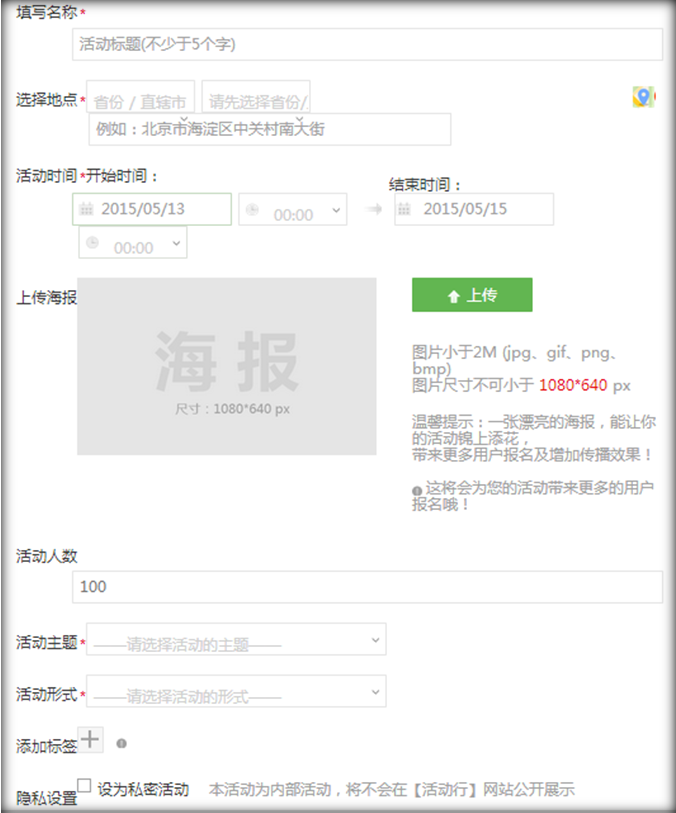 填写名称*
活动标题(不少于5个字)
选择地点* 省份 / 直辖市 请先选择省份/
例如：北京市海淀区中关村南大街
活动时间*开始时间： 结束时间：
2015/05/13 00:00 2015/05/15
00:00
上传海报
海报
尺寸：1080*640 px
上传
图片小于2M (jpg、gif、png、
bmp)
图片尺寸不可小于 1080*640 px
温馨提示：一张漂亮的海报，能让你
的活动锦上添花，
带来更多用户报名及增加传播效果！
这将会为您的活动带来更多的用户
报名哦！
活动人数
100
活动主题* ——请选择活动的主题——
活动形式* ——请选择活动的形式——
添加标签
隐私设置 设为私密活动 本活动为内部活动，将不会在【活动行】网站公开展示